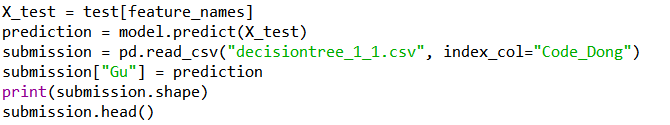 X_test = test[feature_names]
prediction = model.predict(X_test)
submission = pd.read_csv("decisiontree_1_1.csv", index_col="Code_Dong")
submission["Gu"] = prediction
print(submission.shape)
submission.head()